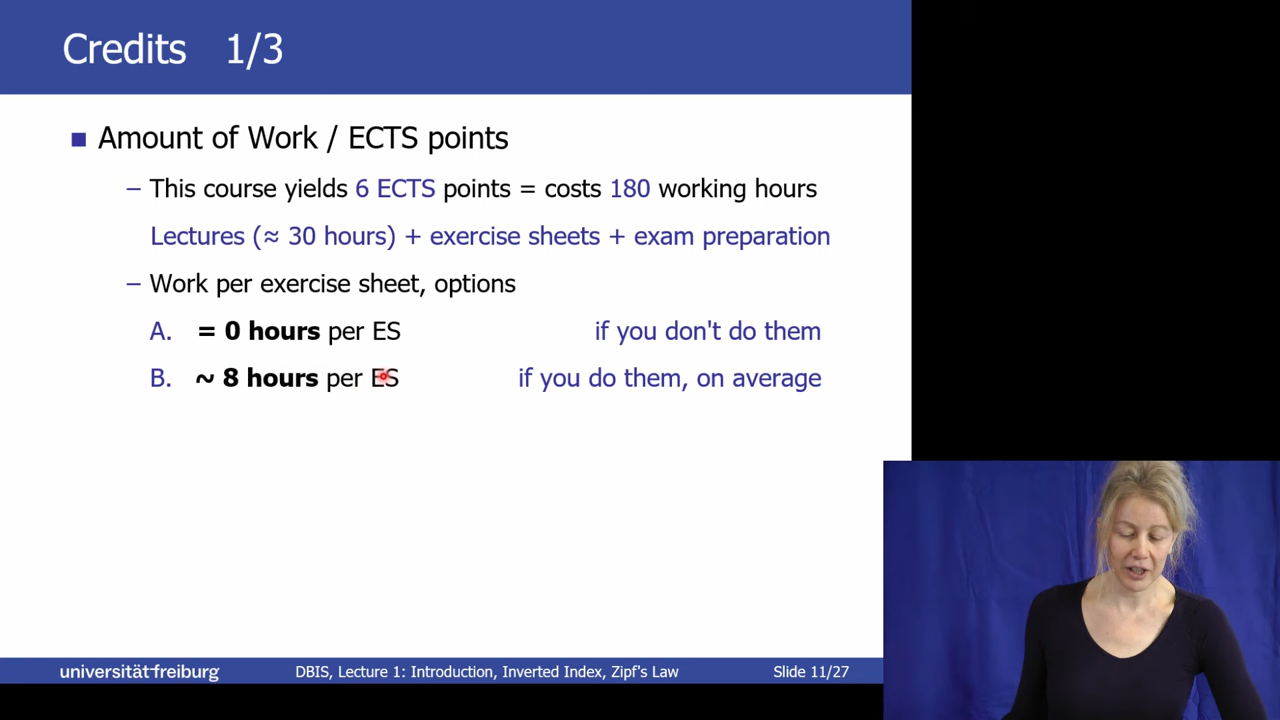 Credits 1/3
Amount of Work / ECTS points
– This course yields 6 ECTS points = costs 180 working hours
Lectures (≈ 30 hours) + exercise sheets + exam preparation
– Work per exercise sheet, options
A. = 0 hours per ES if you don't do them
B. ~ 8 hours per ES if you do them, on average
universität freiburg DBIS, Lecture 1: Introduction, Inverted Index, Zipf's Law Slide 11/27